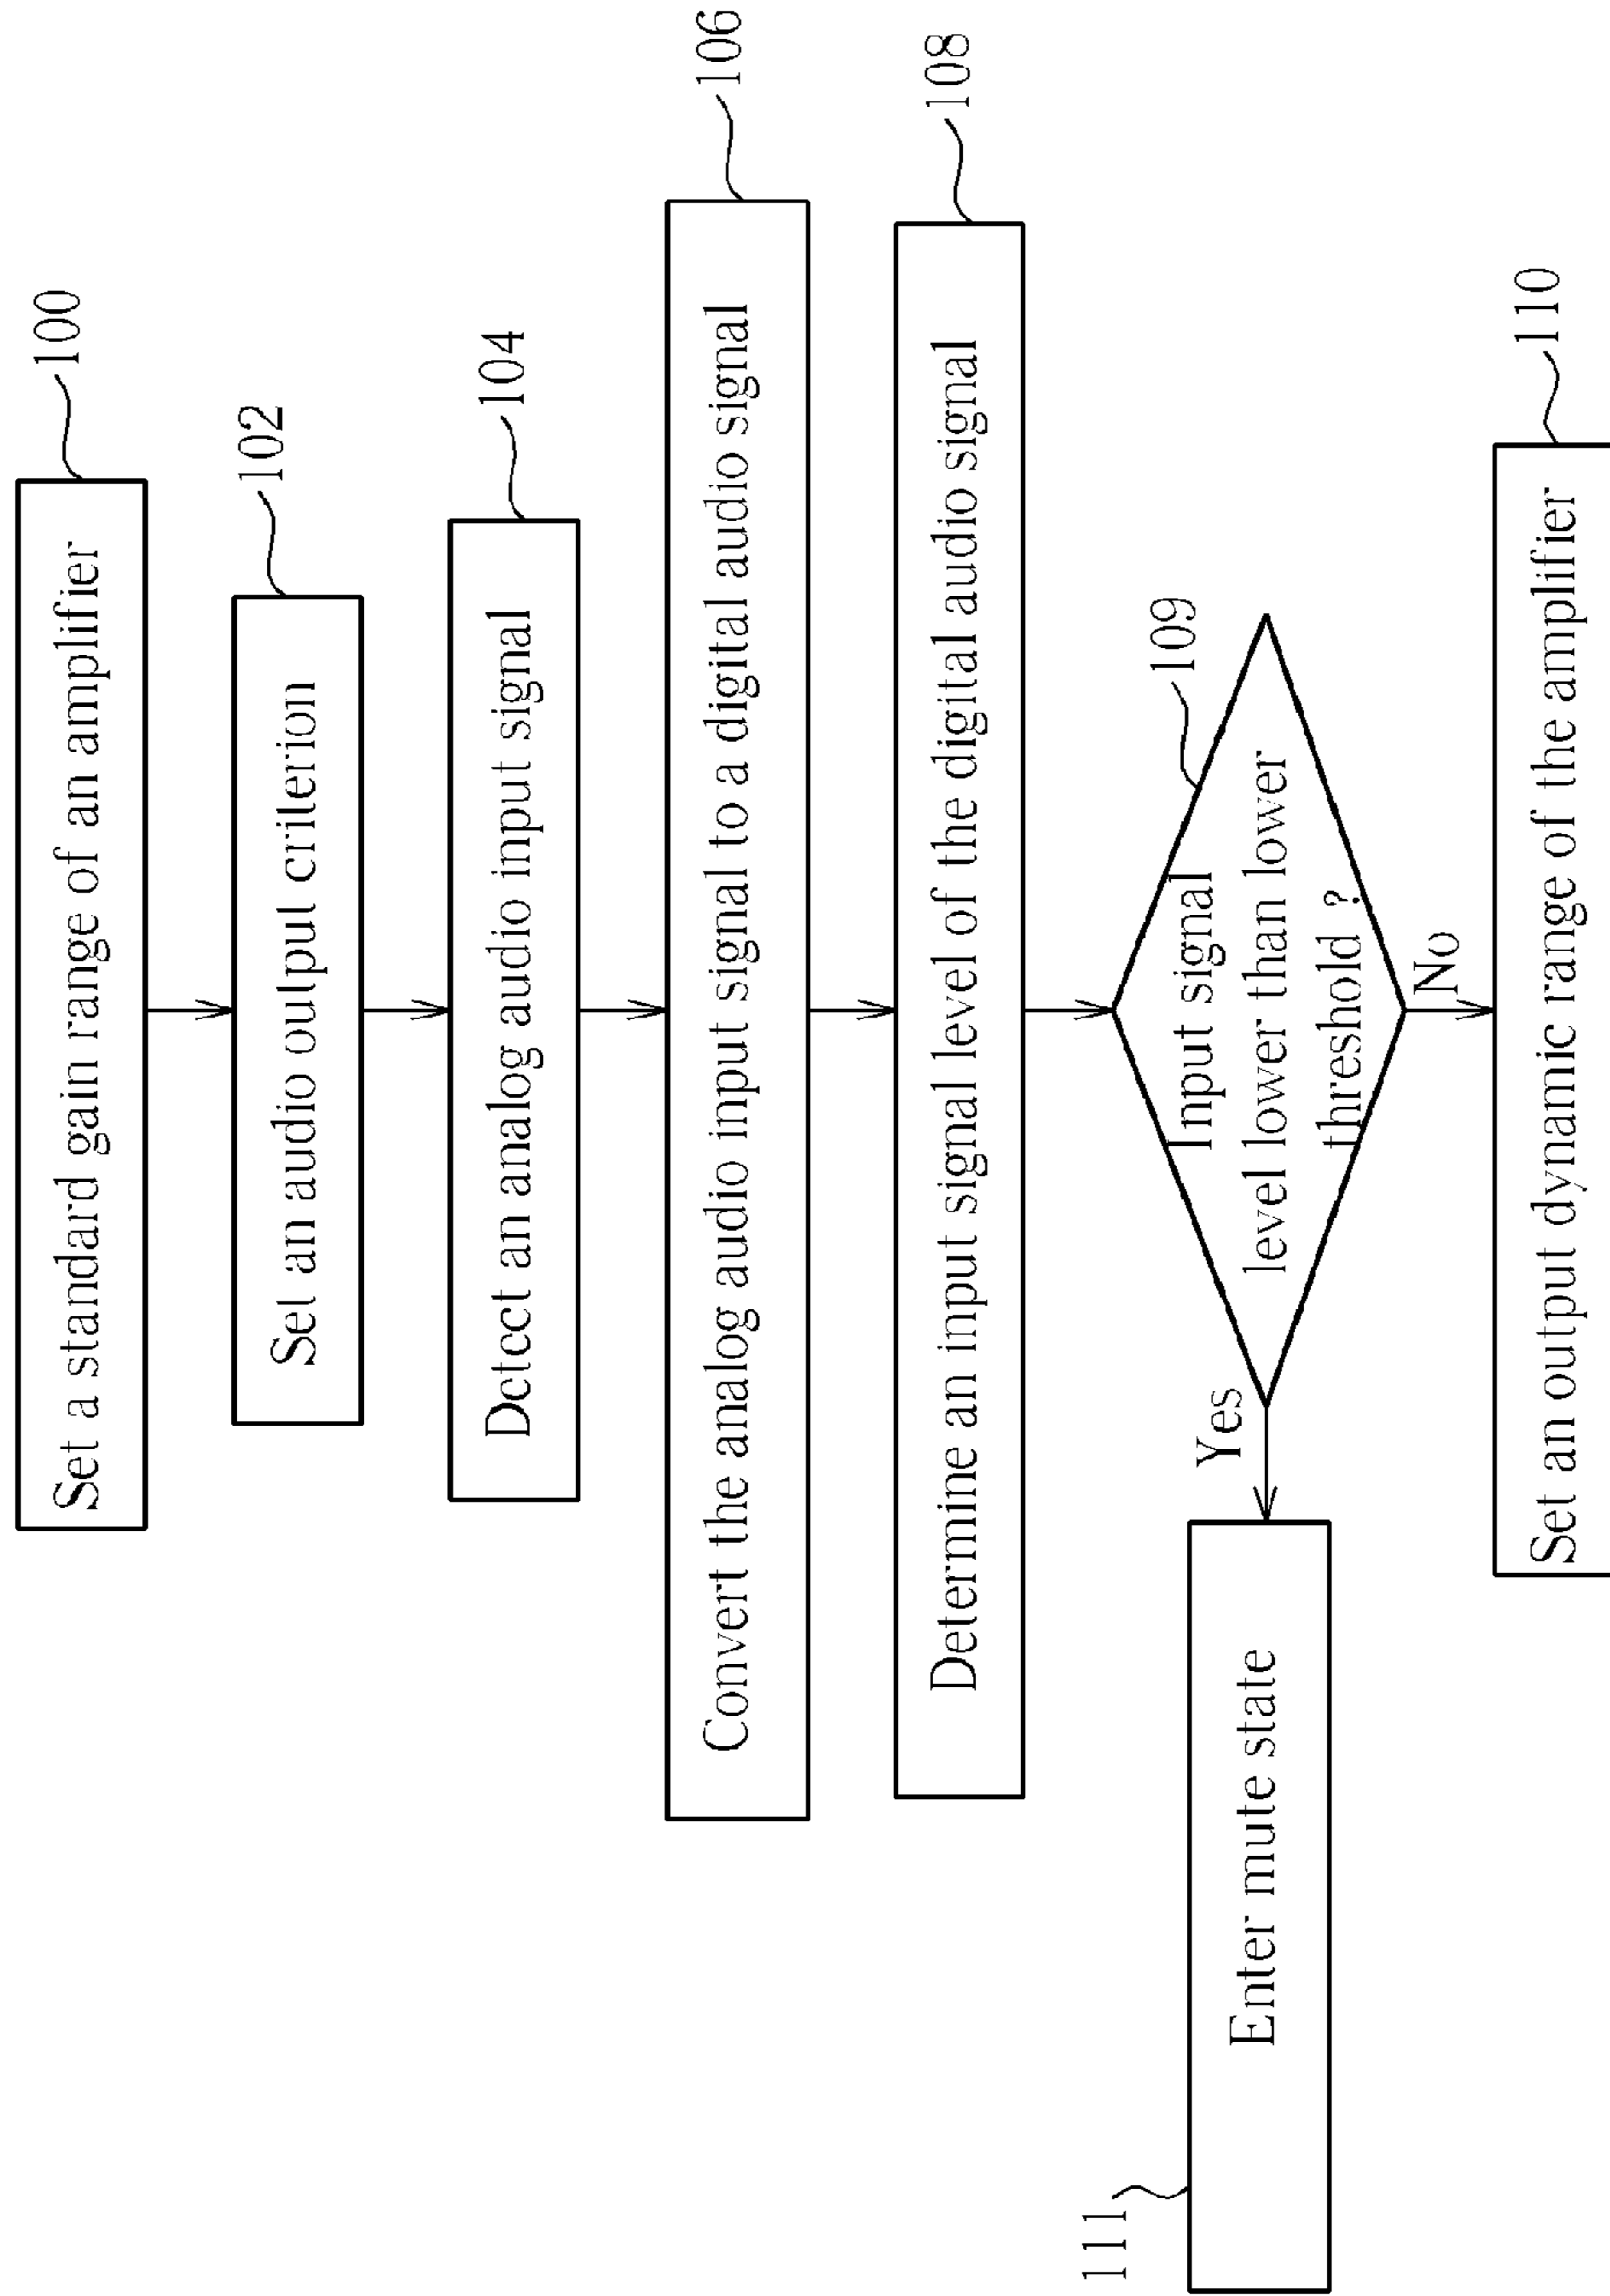 Set a standard gain range of an amplifier
100
Set an audio output criterion
102
Detect an analog audio input signal
104
Convert the analog audio input signal to a digital audio signal
106
Determine an input signal level of the digital audio signal
108
Input signal
level lower than lower
threshold ?
109
Yes
No
Enter mute state
111
Set an output dynamic range of the amplifier
110